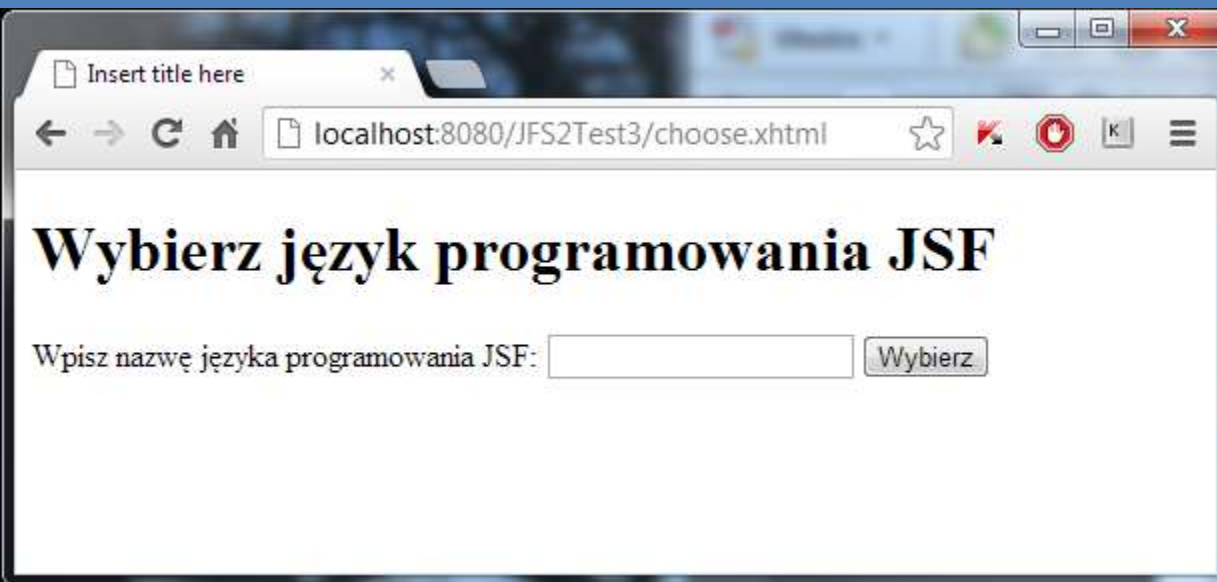 Insert title here
localhost:8080/JFS2Test3/choose.xhtml
K
Wybierz język programowania JSF
Wpisz nazwę języka programowania JSF:
Wybierz